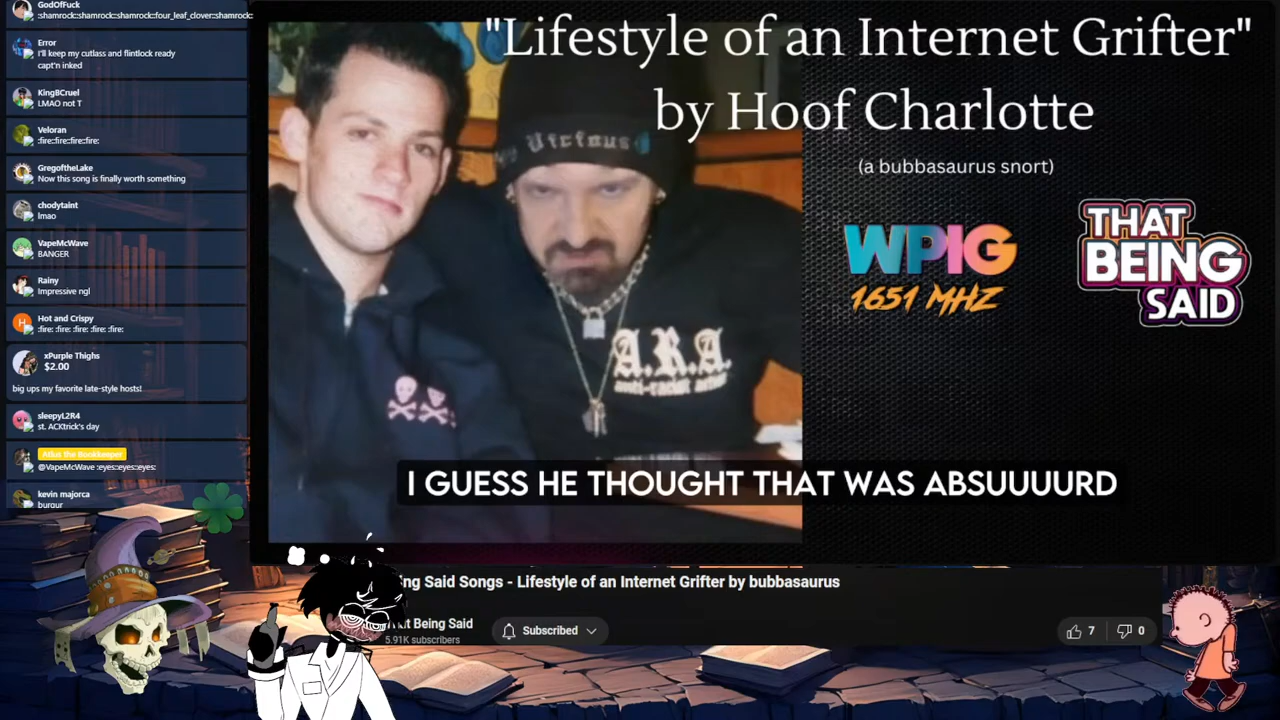 GodOfFuck
:shamrock::shamrock::shamrock::four_leaf_clover::shamrock:
Error
I'll keep my cutlass and flintlock ready
capt'n inked
KingBCruel
LMAO not T
Veloran
:fire::fire::fire::fire:
GregoftheLake
Now this song is finally worth something
chodytaint
lmao
VapeMcWave
BANGER
Rainy
Impressive ngl
H
Hot and Crispy
:fire: :fire: :fire: :fire: :fire:
xPurple Thighs
$2.00
big ups my favorite late-style hosts!
sleepyL2R4
st. ACKtrick's day
Atlus the Bookkeeper
@VapeMcWave :eyes::eyes::eyes:
kevin majorca
burgur
"Lifestyle of an Internet Grifter"
by Hoof Charlotte
(a bubbasaurus snort)
WPIG
1651 MHZ
THAT
BEING
SAID
Vicious
A.R.A.
anti-racist
I GUESS HE THOUGHT THAT WAS ABSUUUURD
ng Said Songs - Lifestyle of an Internet Grifter by bubbasaurus
t Being Said
5.91K subscribers
Subscribed
7
0